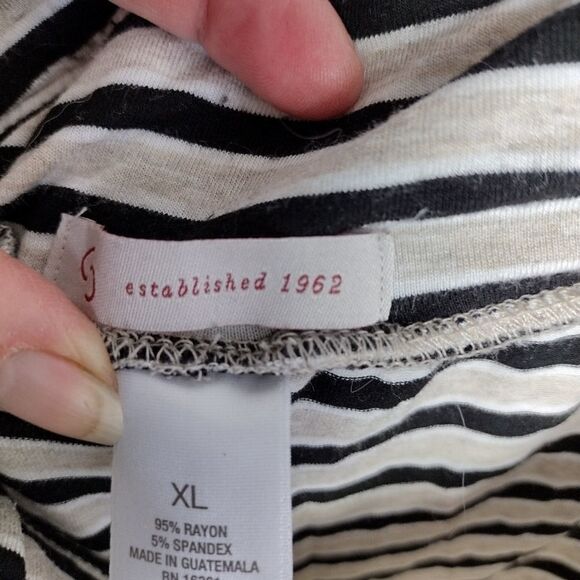 established 1962
XL
95% RAYON
5% SPANDEX
MADE IN GUATEMALA